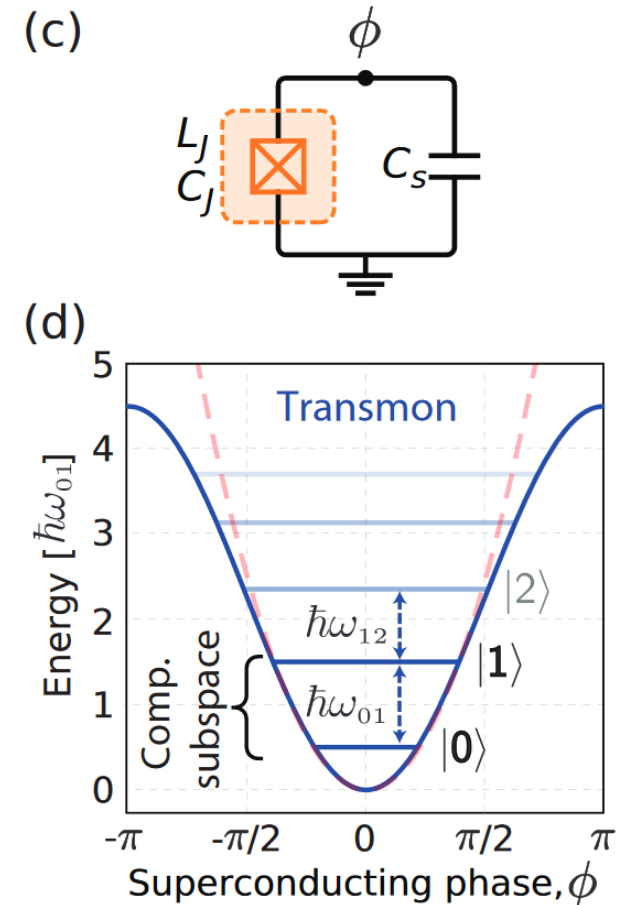 (c)
ϕ
L_J
C_J
C_s
(d)
Transmon
Energy [ℏω₀₁]
5
4
3
2
1
0
|2⟩
ℏω₁₂
|1⟩
ℏω₀₁
|0⟩
Comp.
subspace
-π
-π/2
0
π/2
π
Superconducting phase, ϕ